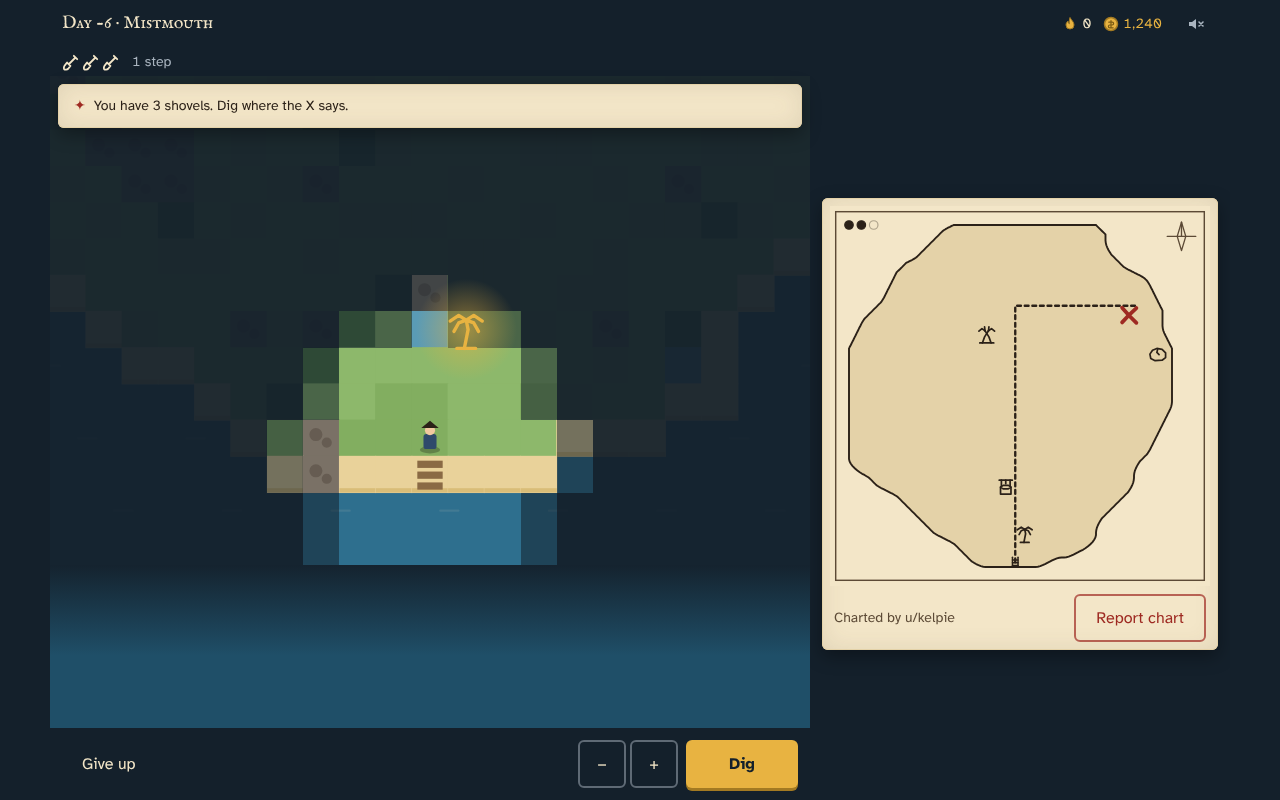 Day -6 · Mistmouth
0
1,240
1 step
You have 3 shovels. Dig where the X says.
Charted by u/kelpie
Report chart
Give up
−
+
Dig